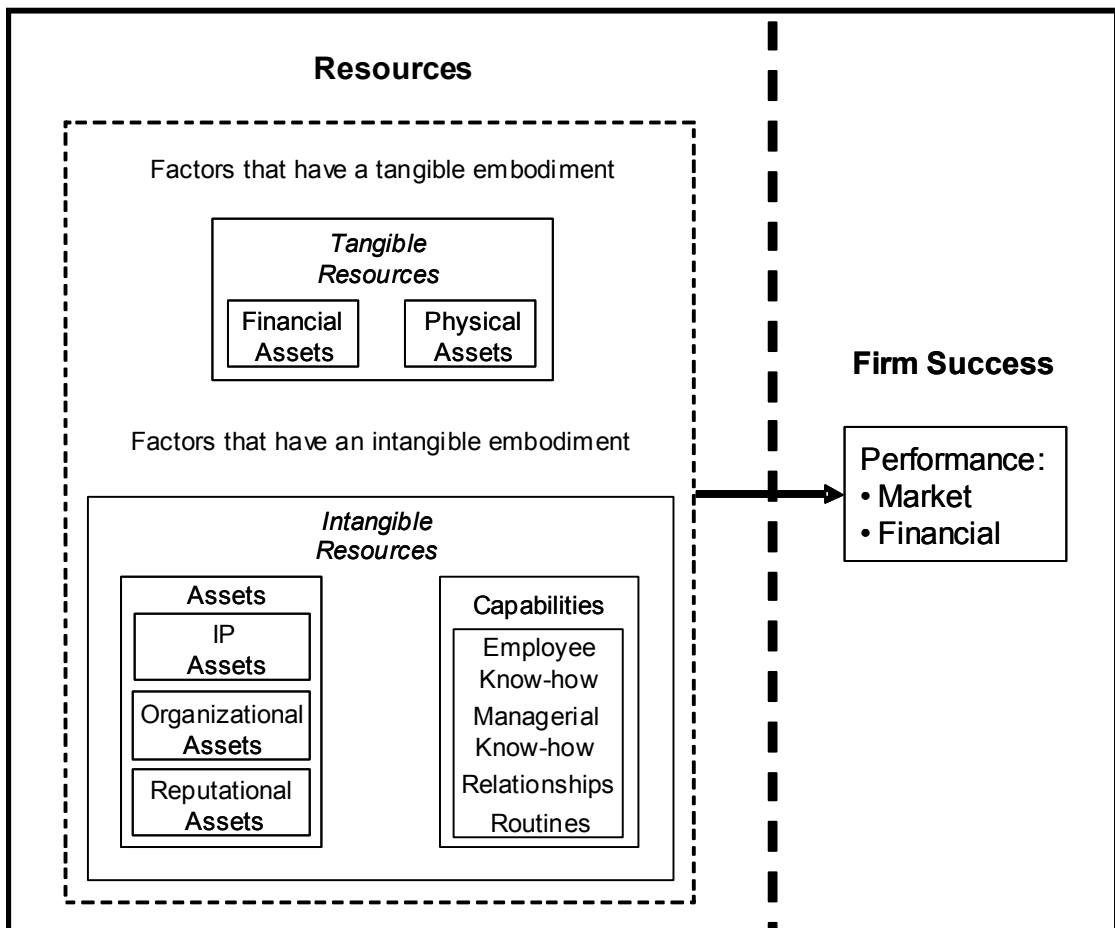 Resources
Factors that have a tangible embodiment
Tangible
Resources
Financial
Assets
Physical
Assets
Factors that have an intangible embodiment
Intangible
Resources
Assets
IP
Assets
Organizational
Assets
Reputational
Assets
Capabilities
Employee
Know-how
Managerial
Know-how
Relationships
Routines
Firm Success
Performance:
• Market
• Financial